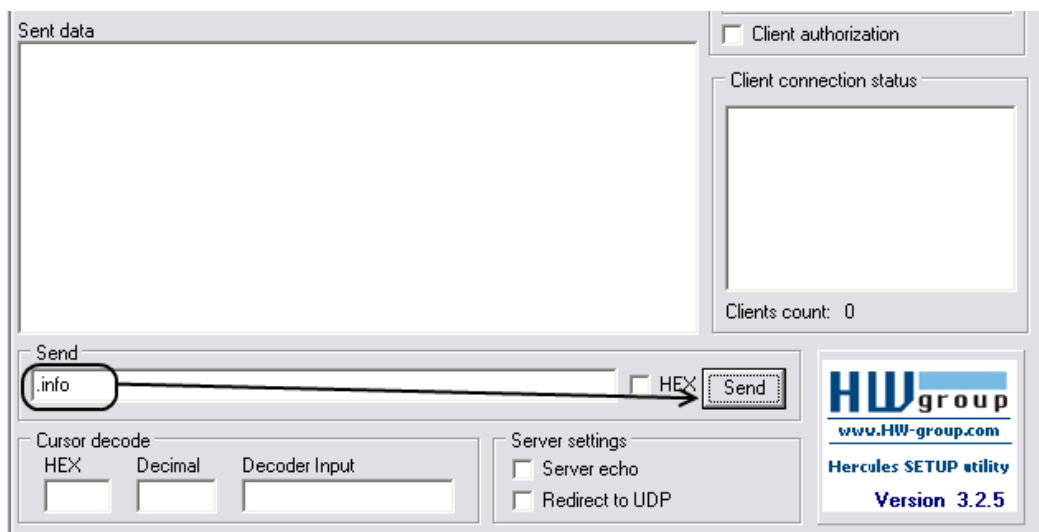 Sent data
Client authorization
Client connection status
Clients count: 0
Send
.info
HEX
Send
Cursor decode
HEX Decimal Decoder Input
Server settings
Server echo
Redirect to UDP
HWgroup
www.HW-group.com
Hercules SETUP utility
Version 3.2.5